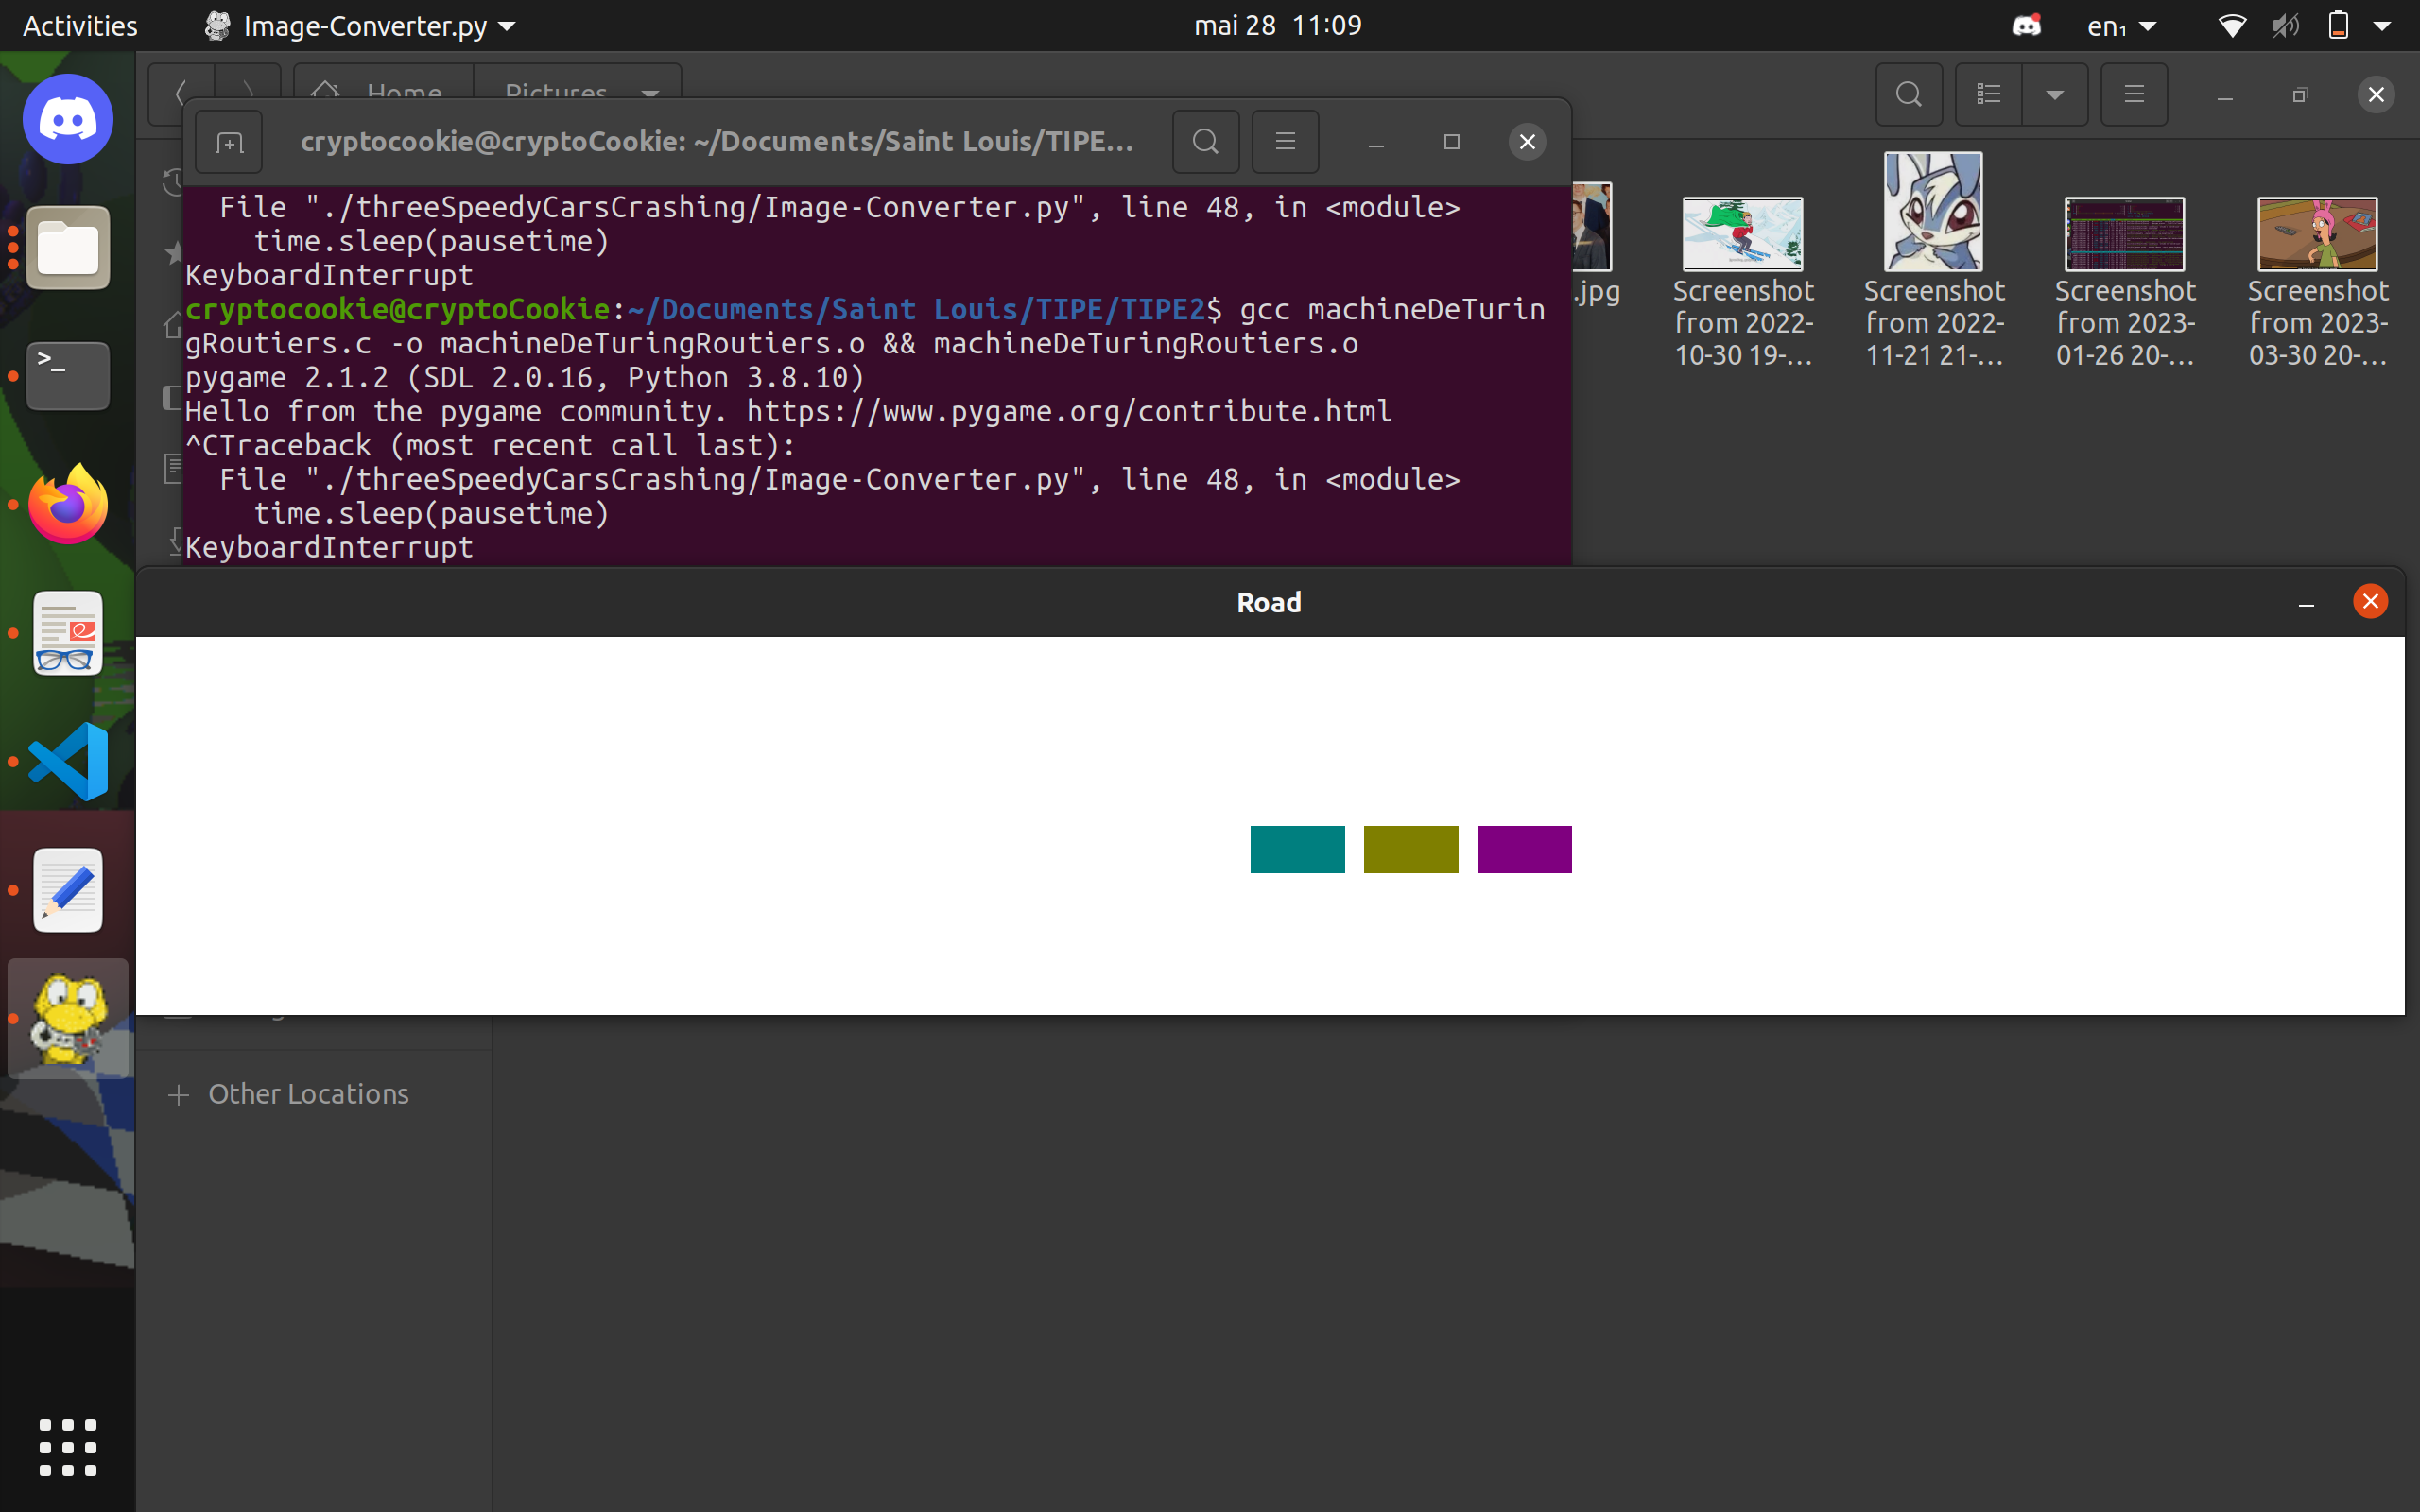 Activities
Image-Converter.py
mai 28 11:09
en₁
Home
Pictures
cryptocookie@cryptoCookie: ~/Documents/Saint Louis/TIPE…
File "./threeSpeedyCarsCrashing/Image-Converter.py", line 48, in <module>
time.sleep(pausetime)
KeyboardInterrupt
cryptocookie@cryptoCookie:~/Documents/Saint Louis/TIPE/TIPE2$ gcc machineDeTurin
gRoutiers.c -o machineDeTuringRoutiers.o && machineDeTuringRoutiers.o
pygame 2.1.2 (SDL 2.0.16, Python 3.8.10)
Hello from the pygame community. https://www.pygame.org/contribute.html
^CTraceback (most recent call last):
File "./threeSpeedyCarsCrashing/Image-Converter.py", line 48, in <module>
time.sleep(pausetime)
KeyboardInterrupt
.jpg
Screenshot
from 2022-
10-30 19-…
Screenshot
from 2022-
11-21 21-…
Screenshot
from 2023-
01-26 20-…
Screenshot
from 2023-
03-30 20-…
Road
Other Locations